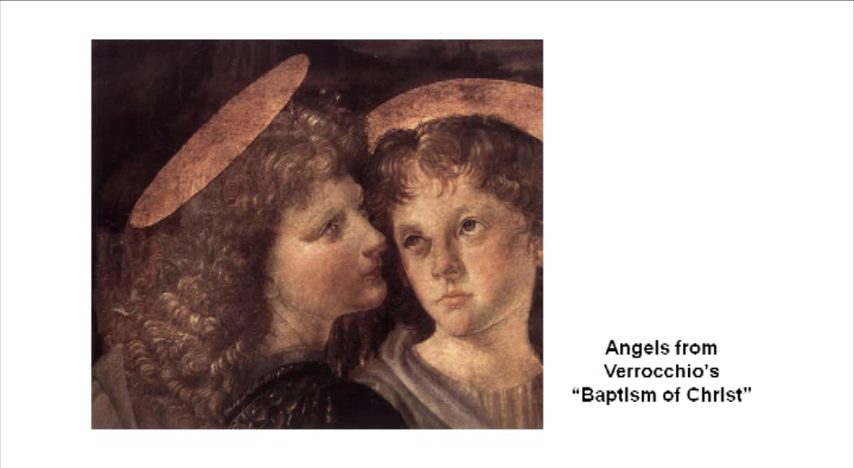 Angels from
Verrocchio's
“Baptism of Christ”